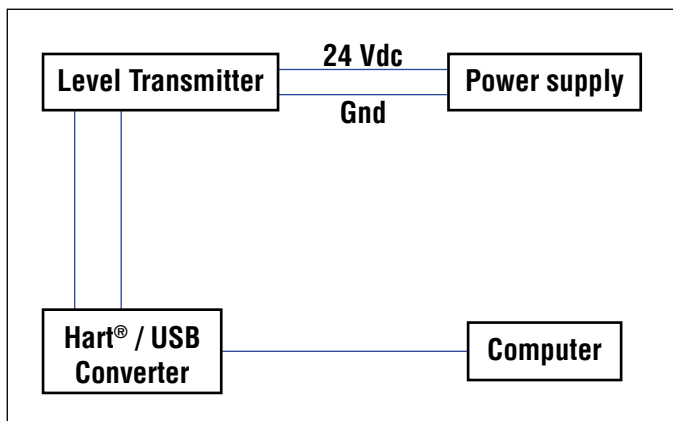 24 Vdc
Level Transmitter
Power supply
Gnd
Hart® / USB
Converter
Computer